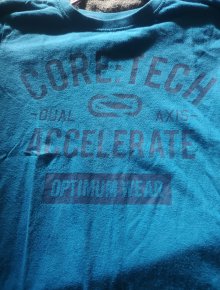 CORE TECH
-DUAL AXIS-
ACCELERATE
OPTIMUM WEAR